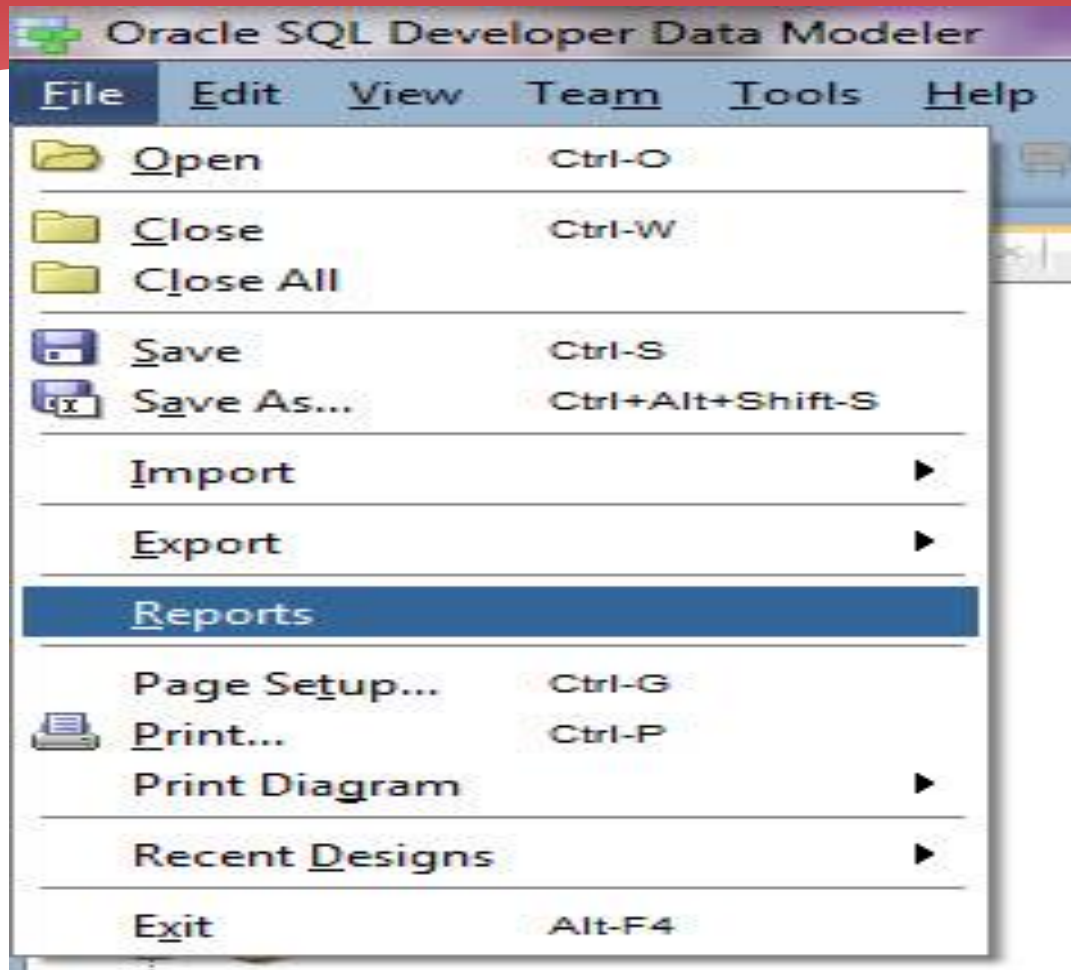 Oracle SQL Developer Data Modeler
File Edit View Team Tools Help
Open Ctrl-O
Close Ctrl-W
Close All
Save Ctrl-S
Save As... Ctrl+Alt+Shift-S
Import
Export
Reports
Page Setup... Ctrl-G
Print... Ctrl-P
Print Diagram
Recent Designs
Exit Alt-F4